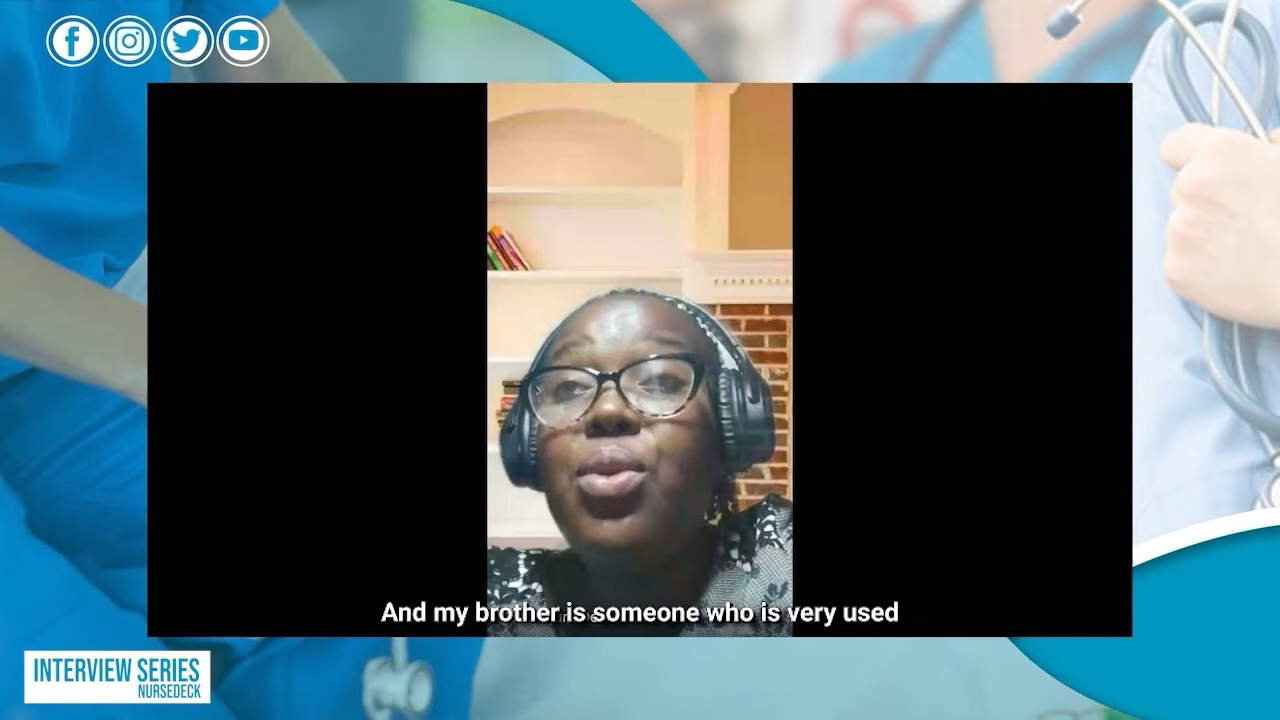 And my brother is someone who is very used
INTERVIEW SERIES
NURSEDECK